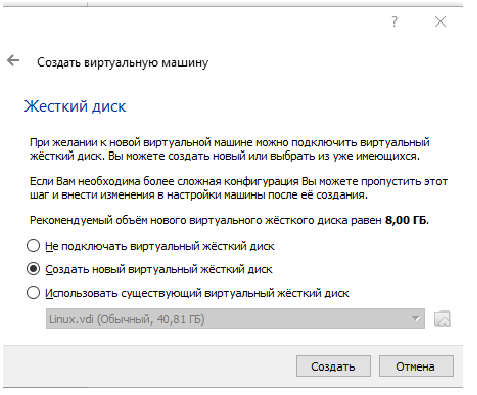 ?
Создать виртуальную машину
Жесткий диск
При желании к новой виртуальной машине можно подключить виртуальный
жёсткий диск. Вы можете создать новый или выбрать из уже имеющихся.
Если Вам необходима более сложная конфигурация Вы можете пропустить этот
шаг и внести изменения в настройки машины после её создания.
Рекомендуемый объём нового виртуального жёсткого диска равен 8,00 ГБ.
Не подключать виртуальный жёсткий диск
Создать новый виртуальный жёсткий диск
Использовать существующий виртуальный жёсткий диск
Linux.vdi (Обычный, 40,81 ГБ)
Создать Отмена